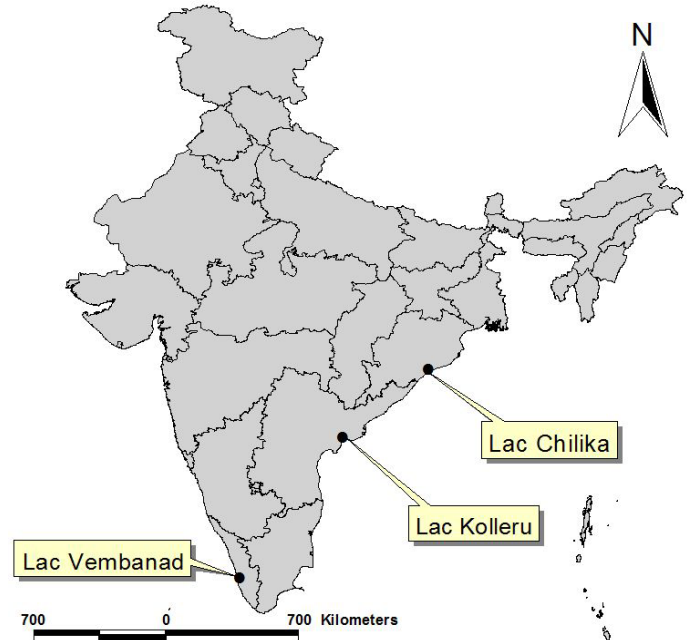 N
Lac Chilika
Lac Kolleru
Lac Vembanad
700 0 700 Kilometers